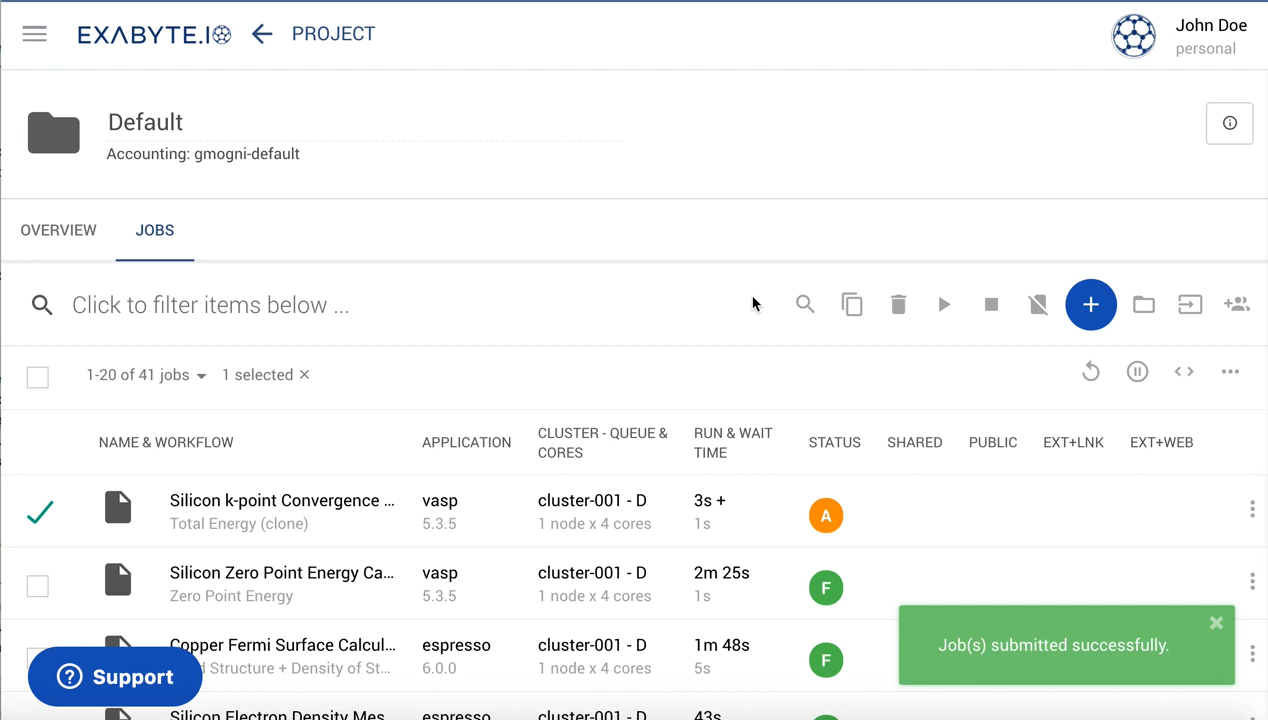 EXABYTE.IO
PROJECT
John Doe
personal
Default
Accounting: gmogni-default
OVERVIEW
JOBS
Click to filter items below ...
1-20 of 41 jobs
1 selected ×
NAME & WORKFLOW
APPLICATION
CLUSTER - QUEUE &
CORES
RUN & WAIT
TIME
STATUS
SHARED
PUBLIC
EXT+LNK
EXT+WEB
Silicon k-point Convergence ...
Total Energy (clone)
vasp
5.3.5
cluster-001 - D
1 node x 4 cores
3s +
1s
A
Silicon Zero Point Energy Ca...
Zero Point Energy
vasp
5.3.5
cluster-001 - D
1 node x 4 cores
2m 25s
1s
F
Copper Fermi Surface Calcul...
Structure + Density of St...
espresso
6.0.0
cluster-001 - D
1 node x 4 cores
1m 48s
5s
F
Job(s) submitted successfully.
Support
Silicon Electron Density Mes...
espresso
cluster-001 - D
43s